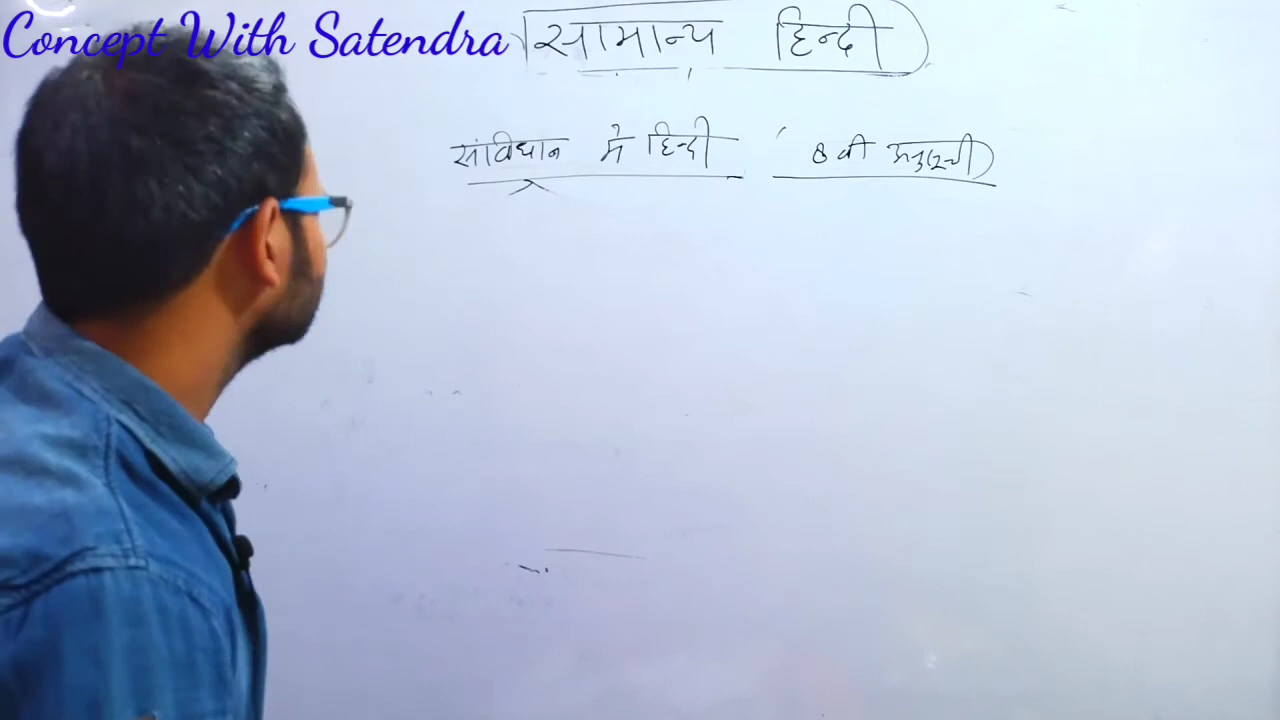 Concept With Satendra
सामान्य हिन्दी
संविधान में हिन्दी 8 वी अनुसूची